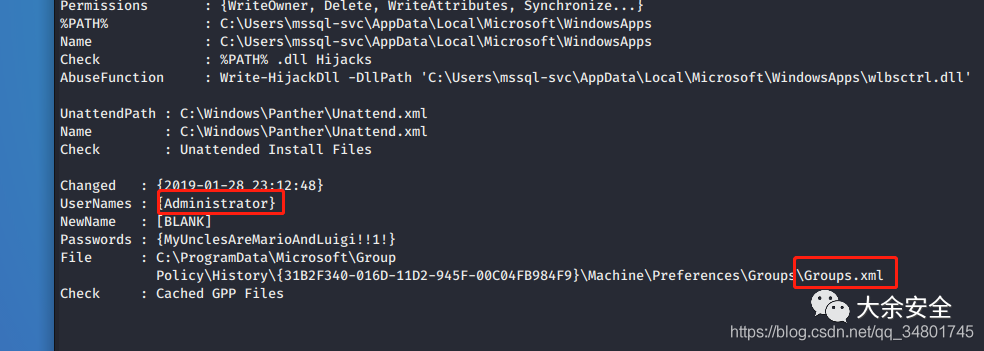 Permissions : {WriteOwner, Delete, WriteAttributes, Synchronize...}
%PATH% : C:\Users\mssql-svc\AppData\Local\Microsoft\WindowsApps
Name : C:\Users\mssql-svc\AppData\Local\Microsoft\WindowsApps
Check : %PATH% .dll Hijacks
AbuseFunction : Write-HijackDll -DllPath 'C:\Users\mssql-svc\AppData\Local\Microsoft\WindowsApps\wlbsctrl.dll'
UnattendPath : C:\Windows\Panther\Unattend.xml
Name : C:\Windows\Panther\Unattend.xml
Check : Unattended Install Files
Changed : {2019-01-28 23:12:48}
UserNames : {Administrator}
NewName : [BLANK]
Passwords : {MyUnclesAreMarioAndLuigi!!1!}
File : C:\ProgramData\Microsoft\Group
Policy\History\{31B2F340-016D-11D2-945F-00C04FB984F9}\Machine\Preferences\Groups\Groups.xml
Check : Cached GPP Files
大余安全
https://blog.csdn.net/qq_34801745